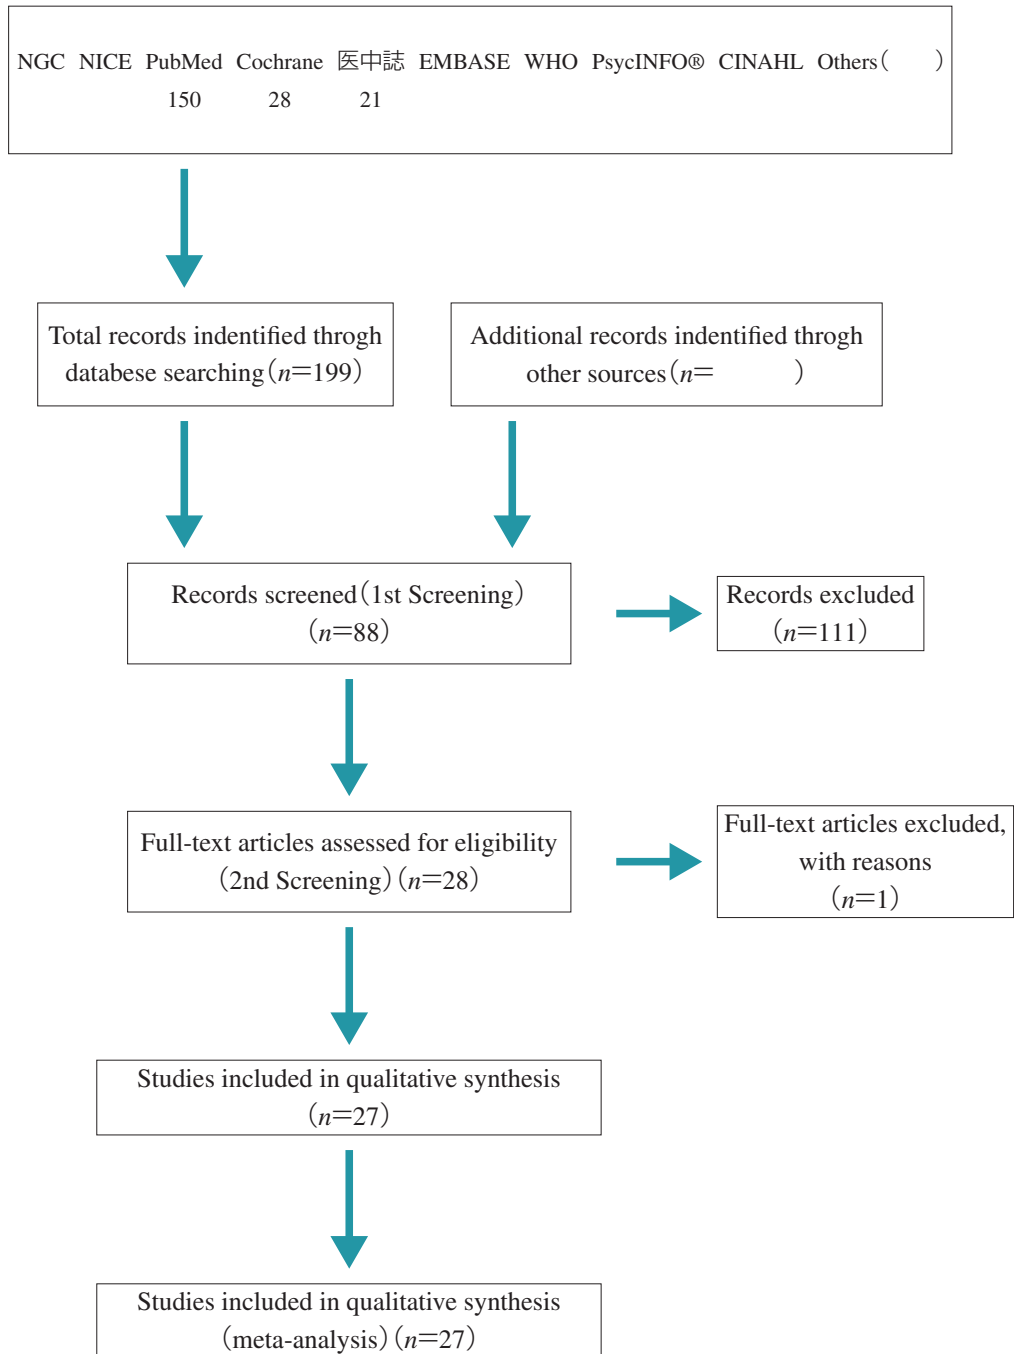 NGC NICE PubMed Cochrane 医中誌 EMBASE WHO PsycINFO® CINAHL Others(　　)
150 28 21
Total records indentified throgh
databese searching(n=199)
Additional records indentified throgh
other sources(n=　　　)
Records screened(1st Screening)
(n=88)
Records excluded
(n=111)
Full-text articles assessed for eligibility
(2nd Screening)(n=28)
Full-text articles excluded,
with reasons
(n=1)
Studies included in qualitative synthesis
(n=27)
Studies included in qualitative synthesis
(meta-analysis)(n=27)